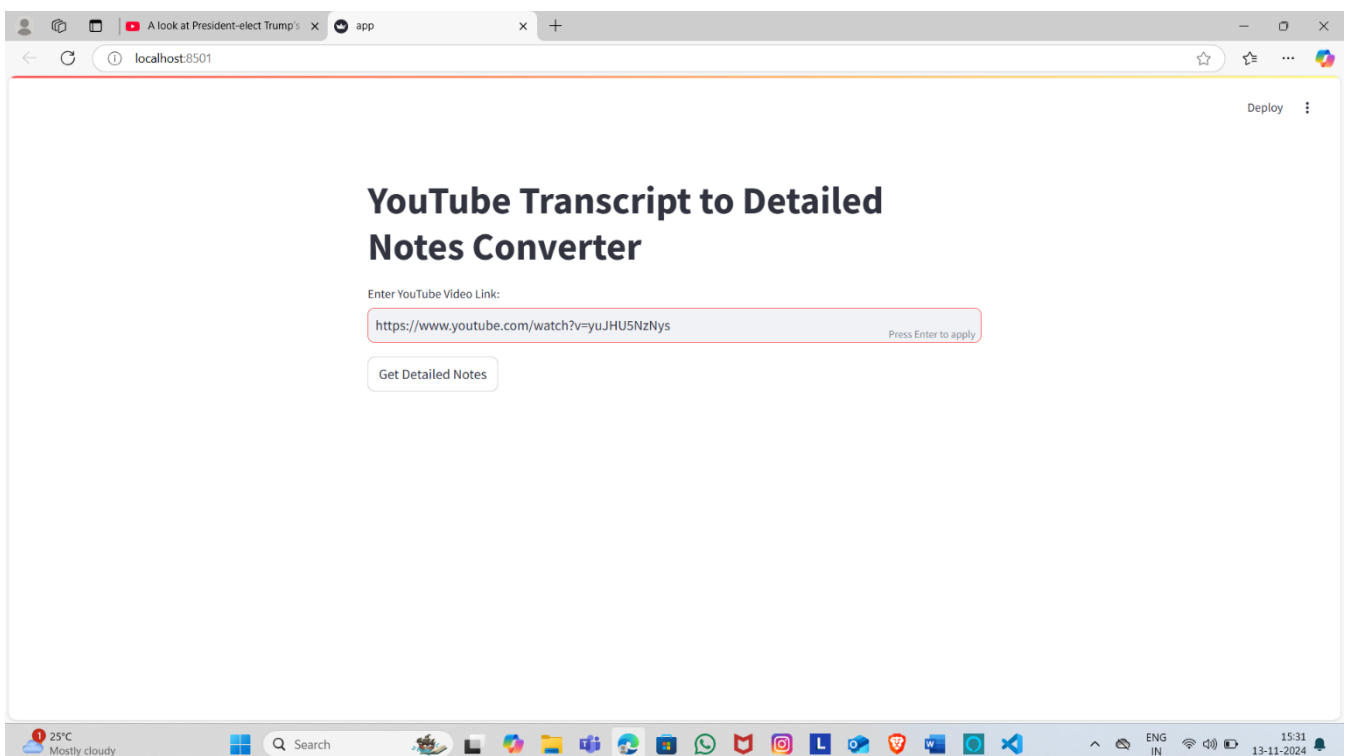 A look at President-elect Trump's
app
localhost:8501
Deploy
YouTube Transcript to Detailed
Notes Converter
Enter YouTube Video Link:
https://www.youtube.com/watch?v=yuJHU5NzNys
Press Enter to apply
Get Detailed Notes
1
25°C
Mostly cloudy
Search
L
W
ENG
IN
15:31
13-11-2024